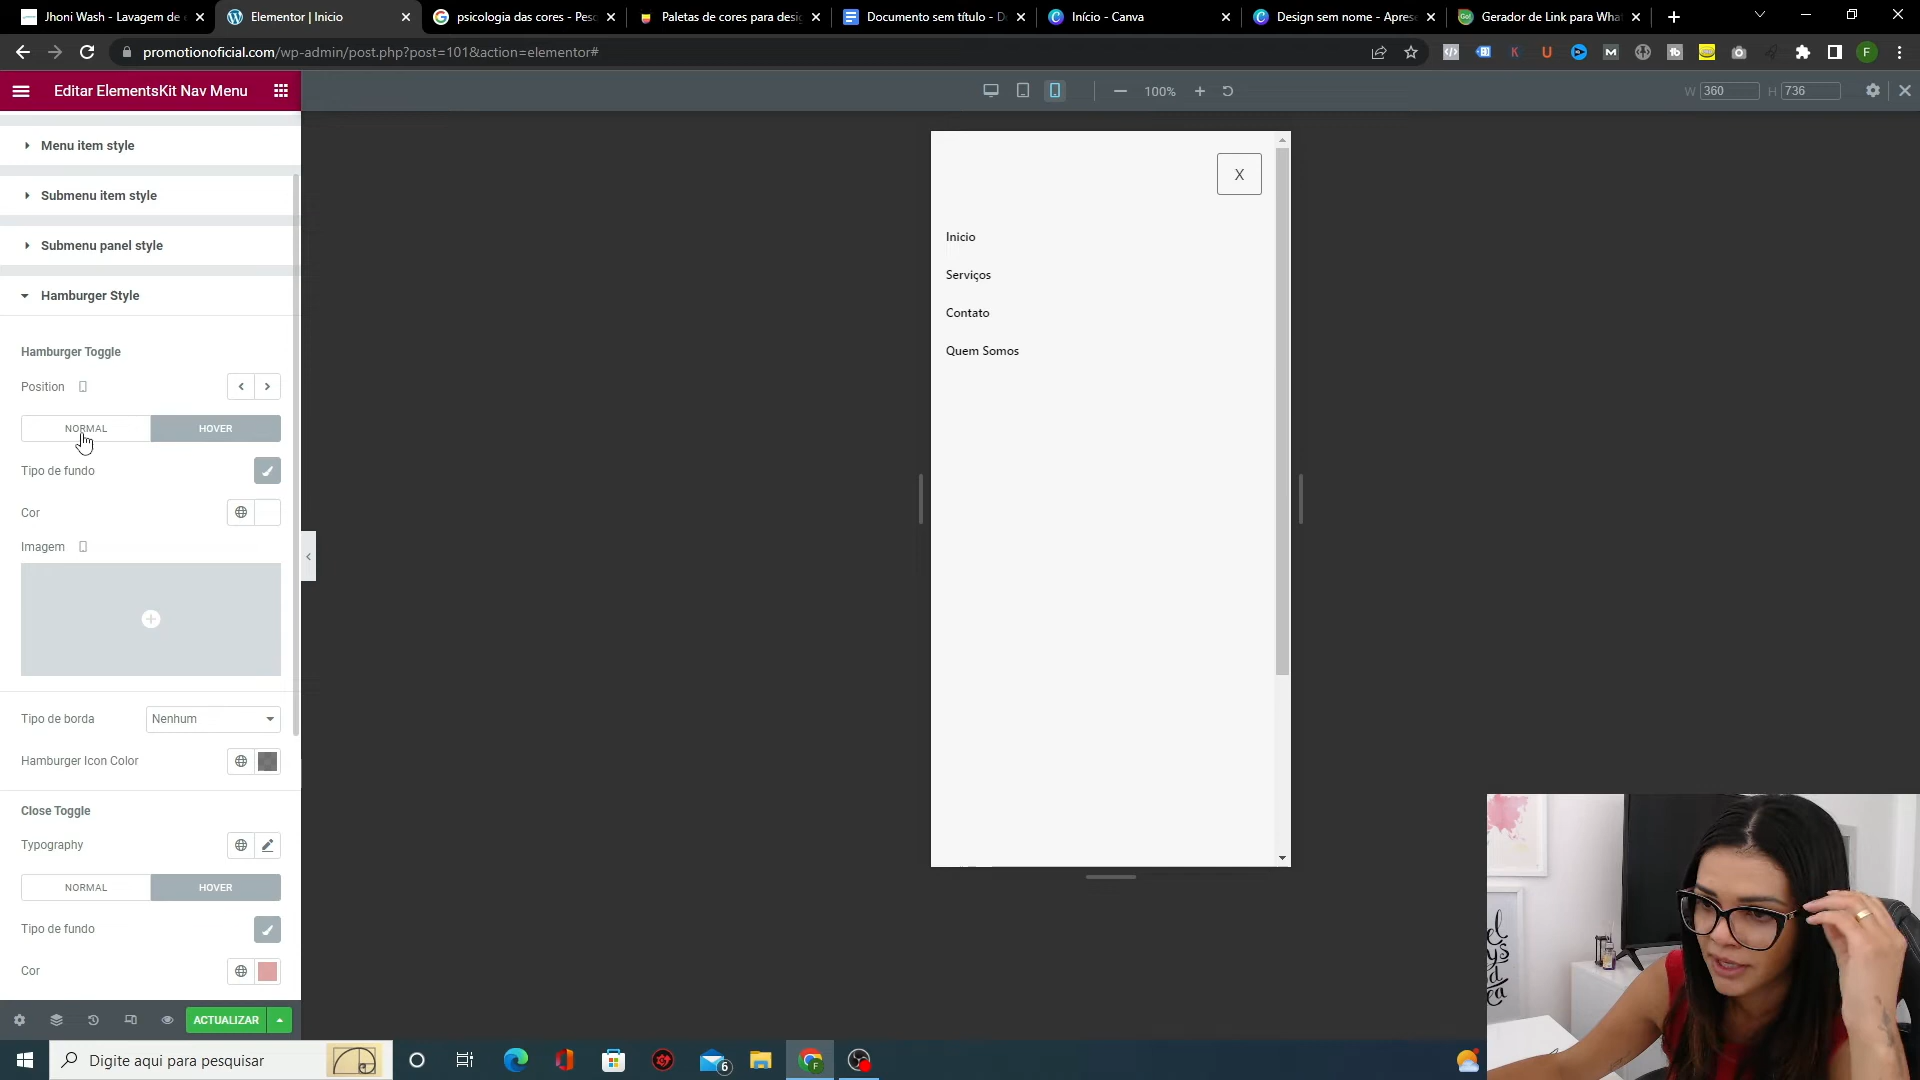 Jhoni Wash - Lavagem de
Elementor | Inicio
psicologia das cores - Pes
Paletas de cores para desi
Documento sem título - D
Início - Canva
Design sem nome - Aprese
Gerador de Link para Wha
promotionoficial.com/wp-admin/post.php?post=101&action=elementor#
Editar ElementsKit Nav Menu
100%
W 360
H 736
Menu item style
Submenu item style
Submenu panel style
Hamburger Style
Hamburger Toggle
Position
NORMAL
HOVER
Tipo de fundo
Cor
Imagem
Tipo de borda
Nenhum
Hamburger Icon Color
Close Toggle
Typography
NORMAL
HOVER
Tipo de fundo
Cor
ACTUALIZAR
X
Inicio
Serviços
Contato
Quem Somos
Digite aqui para pesquisar
6